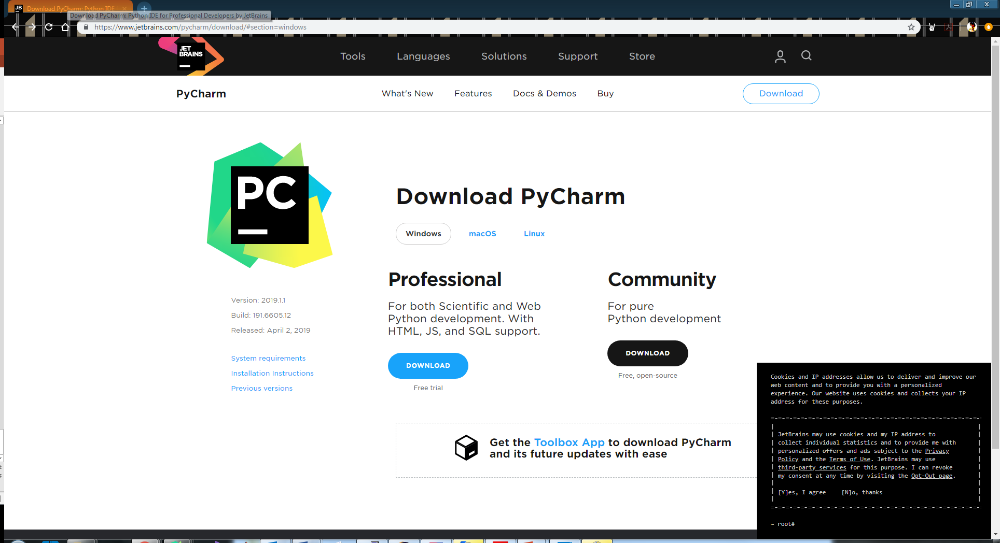 JB Download PyCharm: Python IDE
Download PyCharm: Python IDE for Professional Developers by JetBrains
https://www.jetbrains.com/pycharm/download/#section=windows
JET
BRAINS
Tools Languages Solutions Support Store
PyCharm What's New Features Docs & Demos Buy Download
PC
Download PyCharm
Windows macOS Linux
Professional
For both Scientific and Web
Python development. With
HTML, JS, and SQL support.
DOWNLOAD
Free trial
Community
For pure
Python development
DOWNLOAD
Free, open-source
Version: 2019.1.1
Build: 191.6605.12
Released: April 2, 2019
System requirements
Installation Instructions
Previous versions
Get the Toolbox App to download PyCharm
and its future updates with ease
Cookies and IP addresses allow us to deliver and improve our
web content and to provide you with a personalized
experience. Our website uses cookies and collects your IP
address for these purposes.
JetBrains may use cookies and my IP address to
collect individual statistics and to provide me with
personalized offers and ads subject to the Privacy
Policy and the Terms of Use. JetBrains may use
third-party services for this purpose. I can revoke
my consent at any time by visiting the Opt-Out page.
[Y]es, I agree [N]o, thanks
~ root#